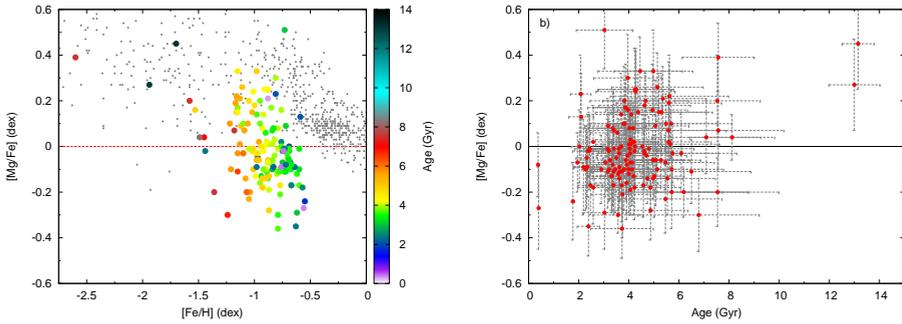 0.6
0.4
0.2
0
-0.2
-0.4
-0.6
[Mg/Fe] (dex)
-2.5 -2 -1.5 -1 -0.5 0
[Fe/H] (dex)
14
12
10
8
6
4
2
0
Age (Gyr)
b)
0.6
0.4
0.2
0
-0.2
-0.4
-0.6
[Mg/Fe] (dex)
0 2 4 6 8 10 12 14
Age (Gyr)